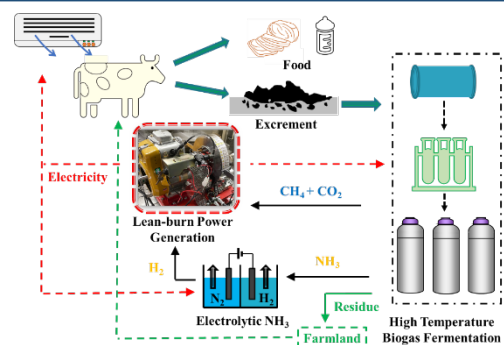 Food
Excrement
Electricity
CH₄ + CO₂
Lean-burn Power
Generation
H₂
NH₃
N₂
H₂
Residue
Electrolytic NH₃
Farmland
High Temperature
Biogas Fermentation